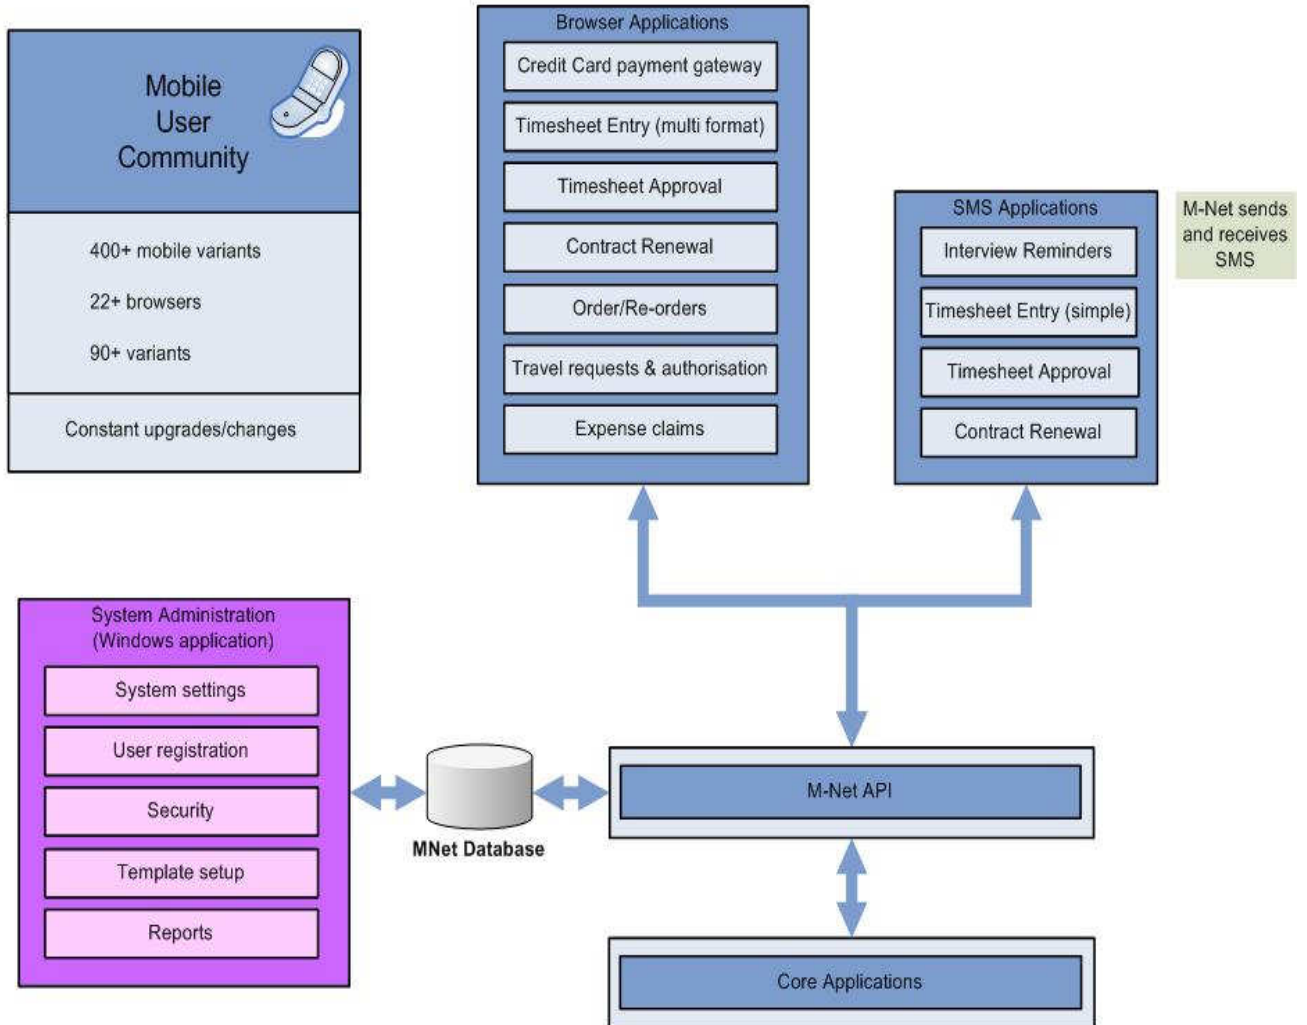 Mobile
User
Community
400+ mobile variants
22+ browsers
90+ variants
Constant upgrades/changes
Browser Applications
Credit Card payment gateway
Timesheet Entry (multi format)
Timesheet Approval
Contract Renewal
Order/Re-orders
Travel requests & authorisation
Expense claims
SMS Applications
Interview Reminders
Timesheet Entry (simple)
Timesheet Approval
Contract Renewal
M-Net sends
and receives
SMS
System Administration
(Windows application)
System settings
User registration
Security
Template setup
Reports
MNet Database
M-Net API
Core Applications